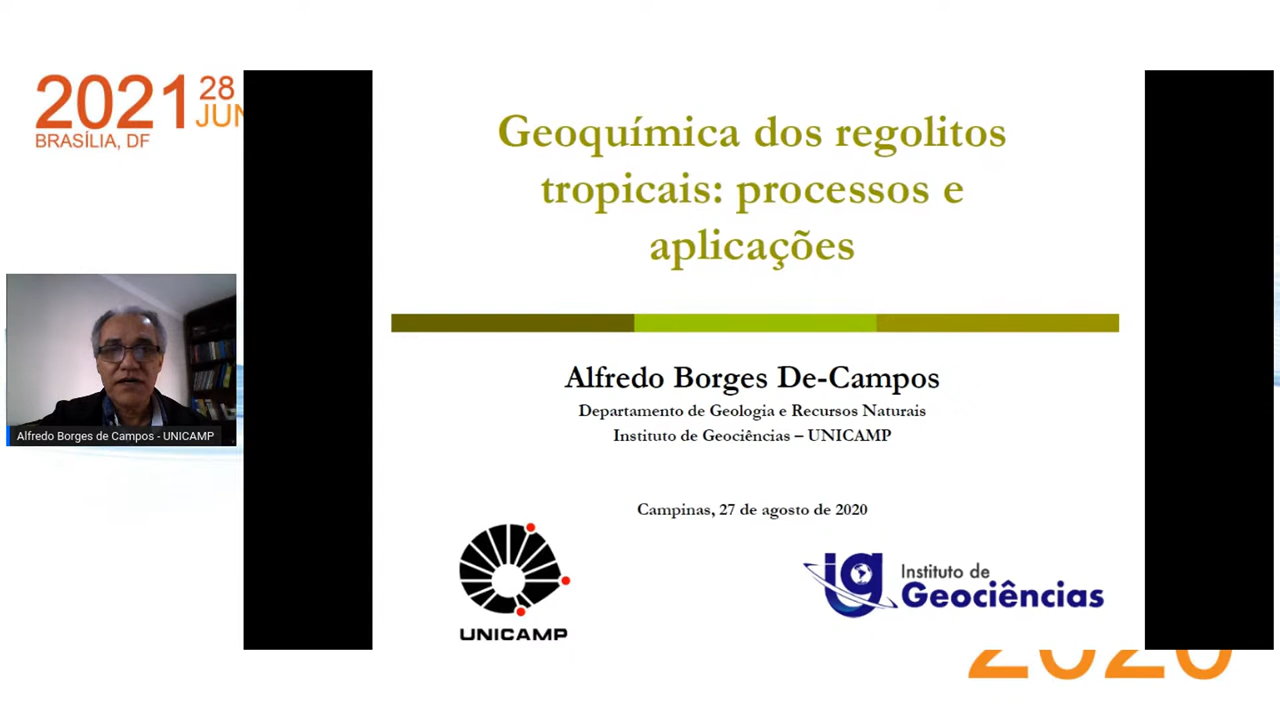 2021 28
JUN
BRASÍLIA, DF
Geoquímica dos regolitos
tropicais: processos e
aplicações
Alfredo Borges De-Campos
Departamento de Geologia e Recursos Naturais
Instituto de Geociências – UNICAMP
Alfredo Borges de Campos - UNICAMP
Campinas, 27 de agosto de 2020
UNICAMP
ig Instituto de
Geociências
2020